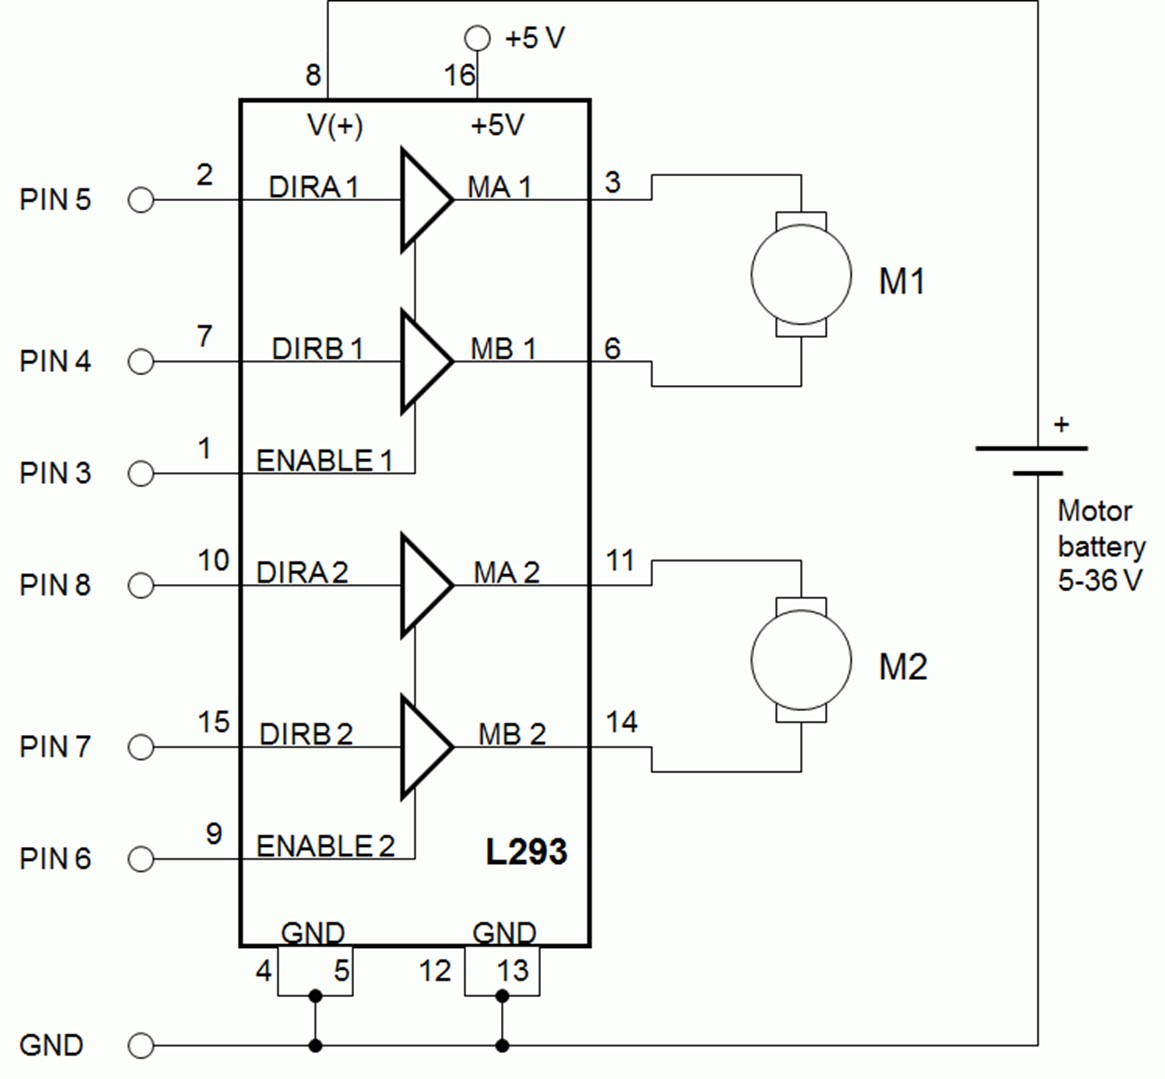 +5 V
8
16
V(+)
+5V
PIN 5
2
DIRA 1
MA 1
3
M1
PIN 4
7
DIRB 1
MB 1
6
PIN 3
1
ENABLE 1
+
Motor
battery
5-36 V
PIN 8
10
DIRA 2
MA 2
11
M2
PIN 7
15
DIRB 2
MB 2
14
PIN 6
9
ENABLE 2
L293
GND
GND
4
5
12
13
GND